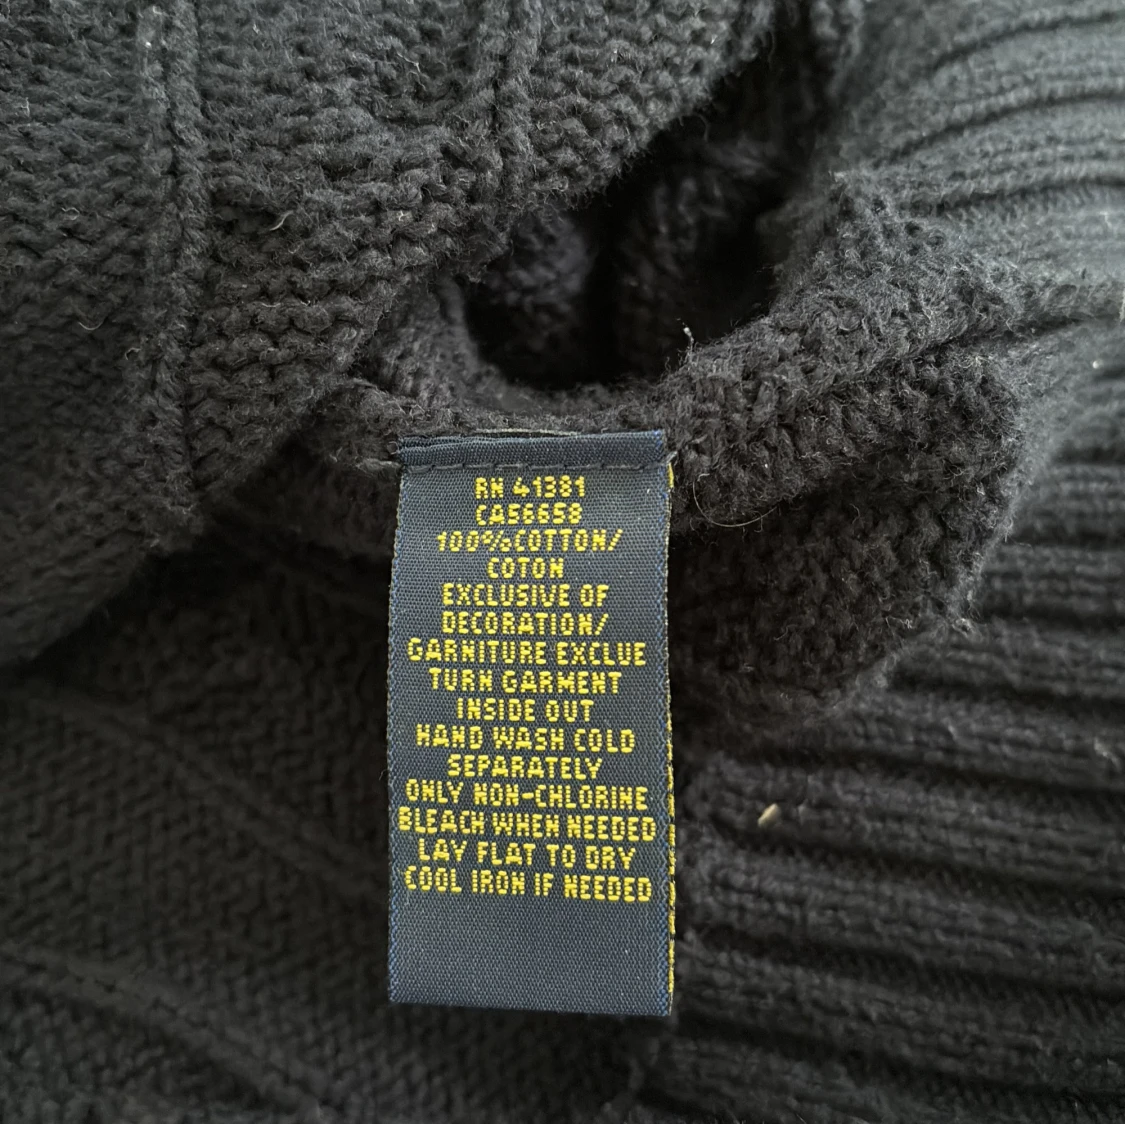 RN 41381
CA56658
100%COTTON/
COTON
EXCLUSIVE OF
DECORATION/
GARNITURE EXCLUE
TURN GARMENT
INSIDE OUT
HAND WASH COLD
SEPARATELY
ONLY NON-CHLORINE
BLEACH WHEN NEEDED
LAY FLAT TO DRY
COOL IRON IF NEEDED